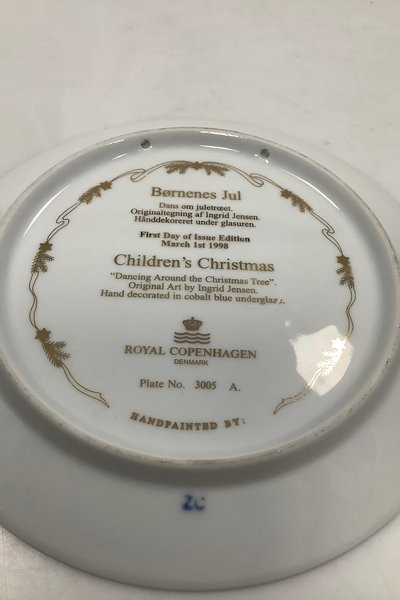 Børnenes Jul
Dans om juletræet.
Originaltegning af Ingrid Jensen.
Hånddekoreret under glasuren.
First Day of Issue Edition
March 1st 1998
Children's Christmas
"Dancing Around the Christmas Tree".
Original Art by Ingrid Jensen.
Hand decorated in cobalt blue underglaze.
ROYAL COPENHAGEN
DENMARK
Plate No. 3005 A.
HANDPAINTED BY:
ZC